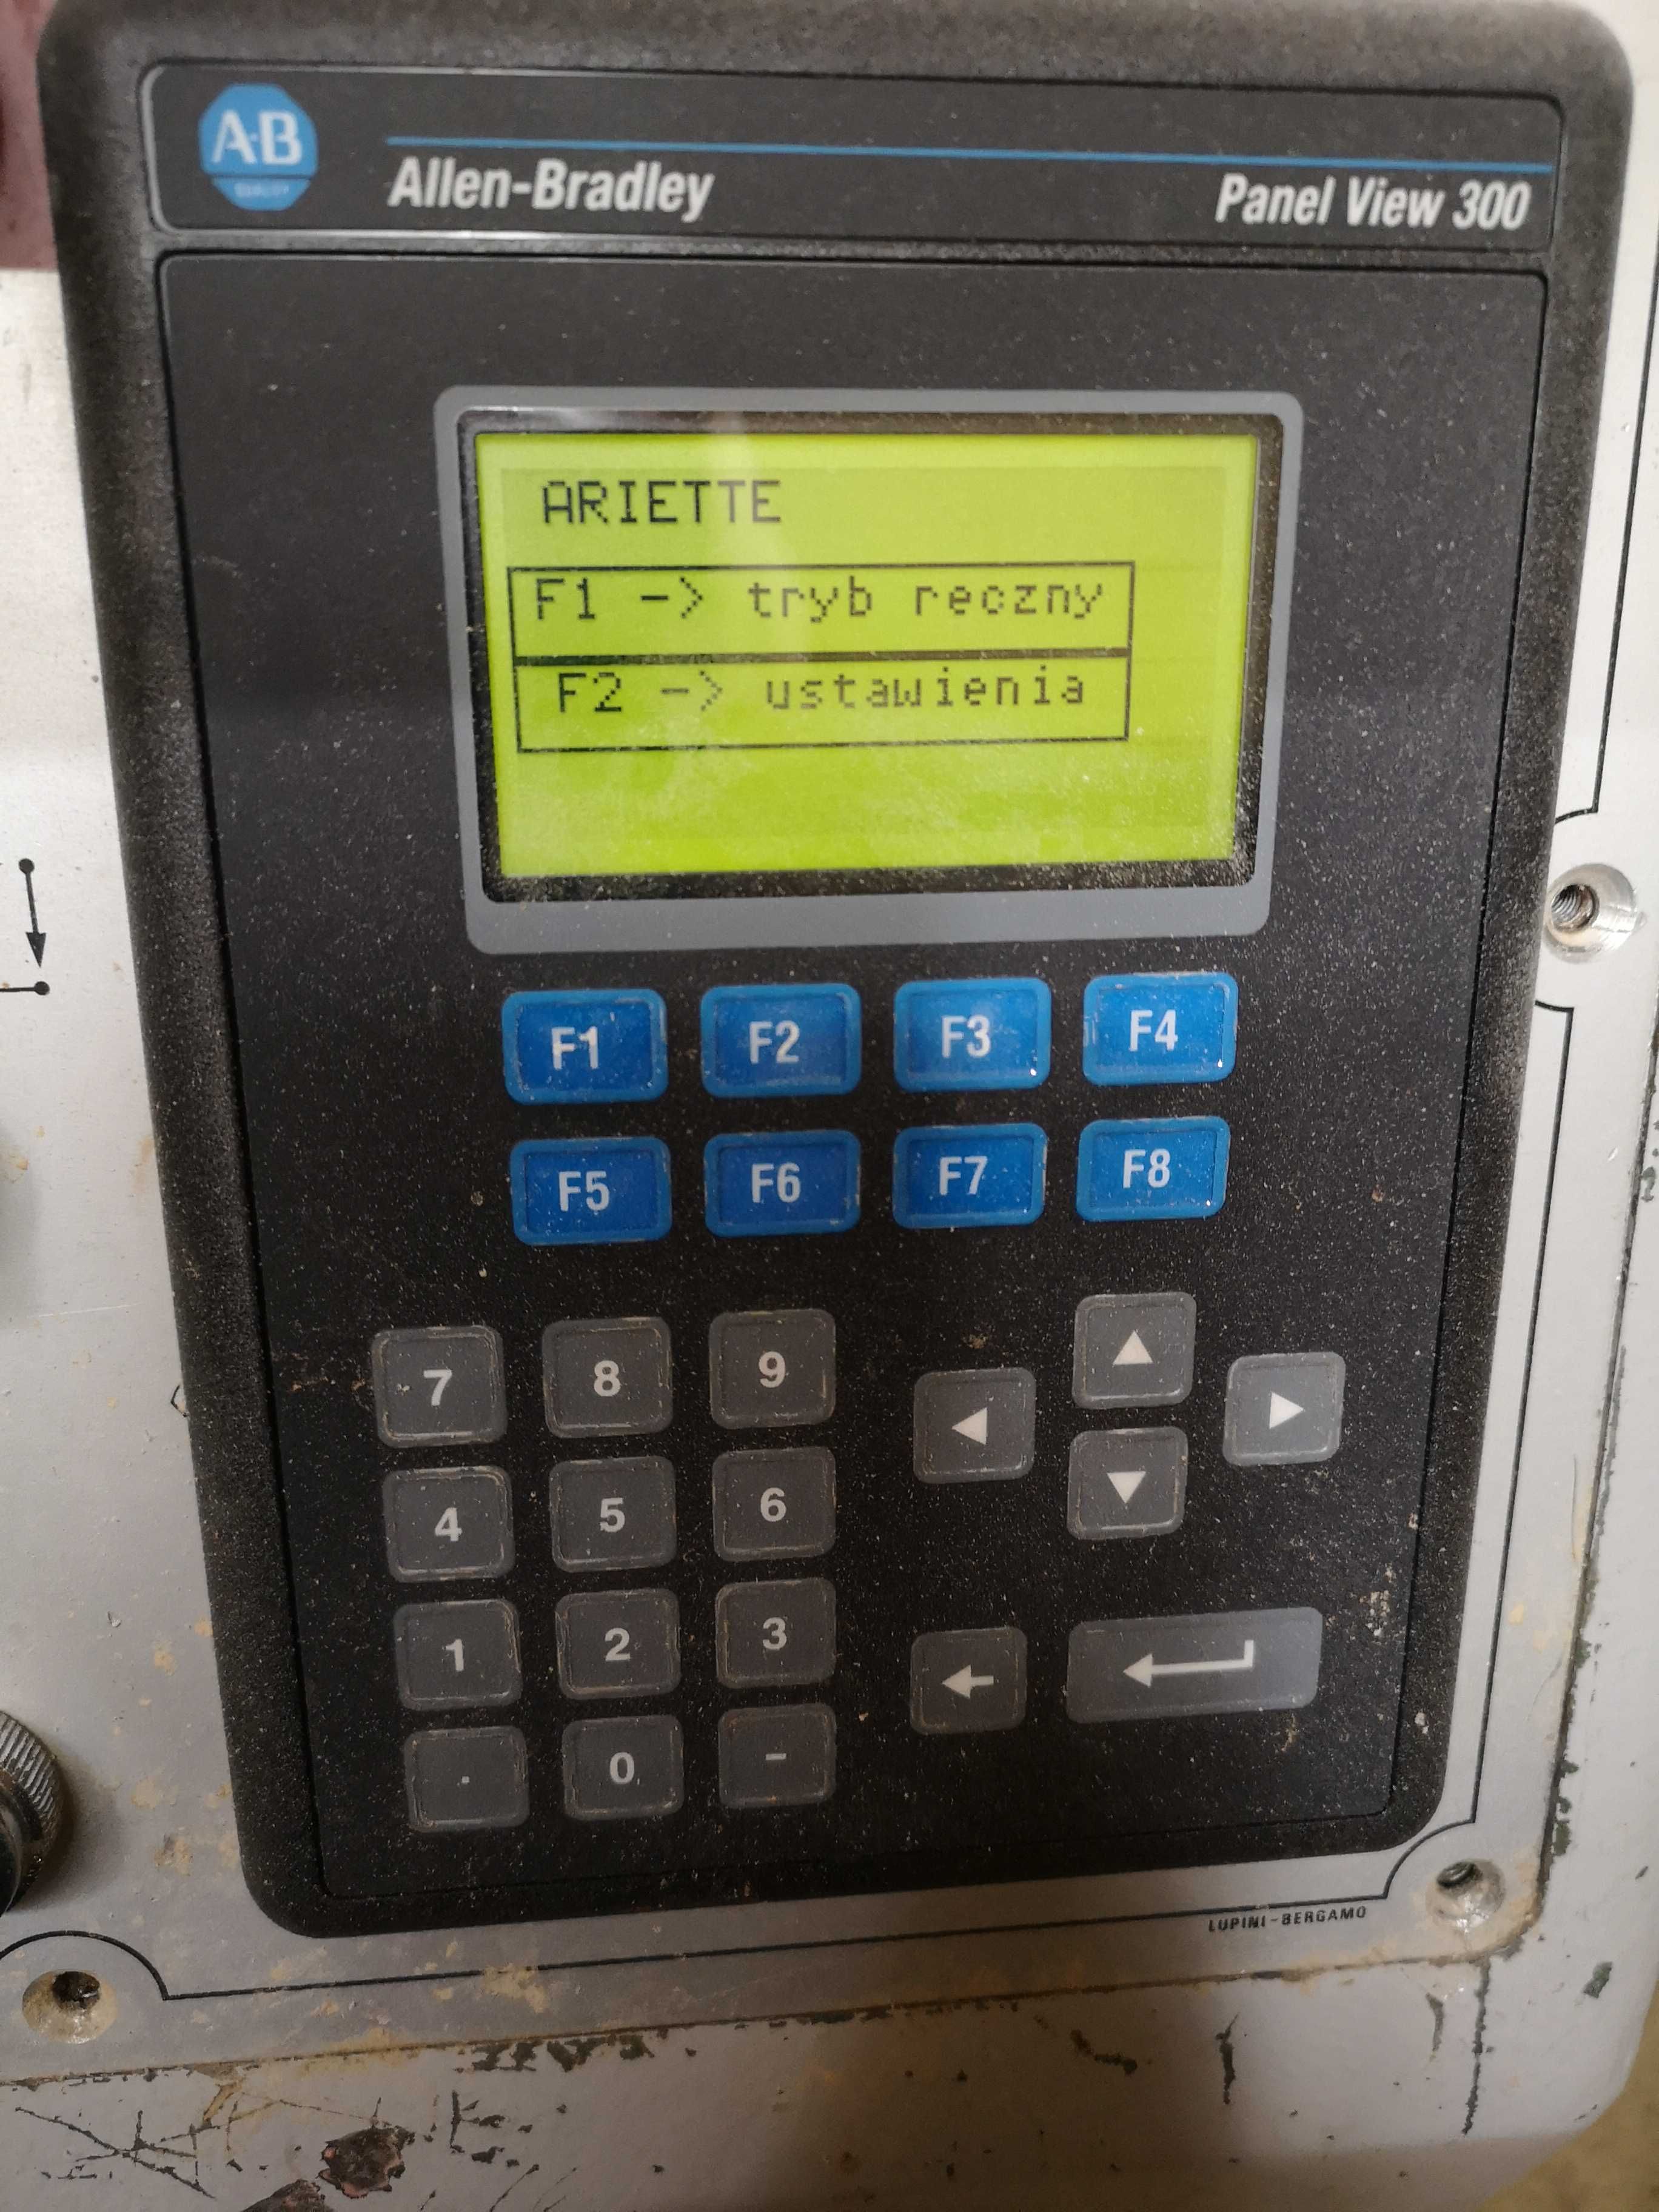 A-B
QUALITY
Allen-Bradley
Panel View 300
ARIETTE
F1 -> tryb reczny
F2 -> ustawienia
F1 F2 F3 F4
F5 F6 F7 F8
7 8 9
4 5 6
1 2 3
. 0 -
LUPINI-BERGAMO